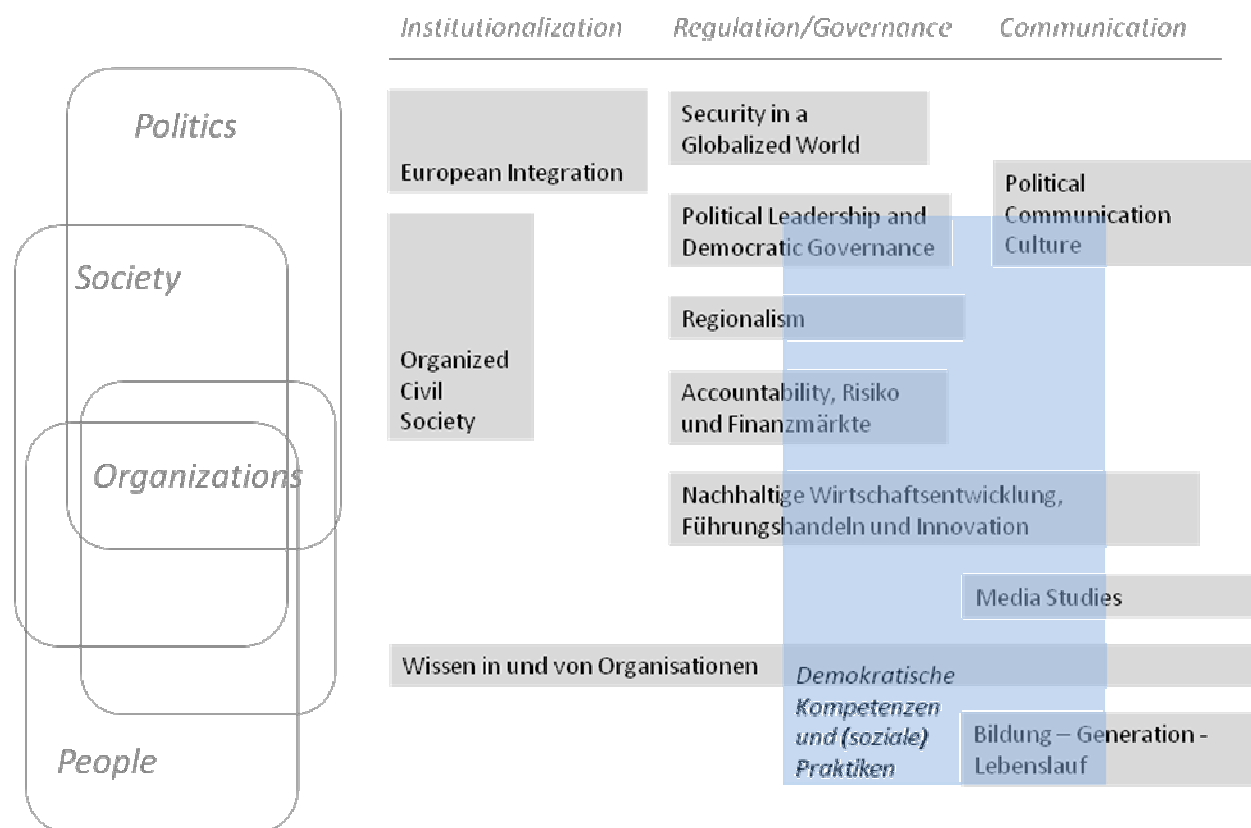 Institutionalization
Regulation/Governance
Communication
Politics
Society
Organizations
People
European Integration
Organized
Civil
Society
Security in a
Globalized World
Political Leadership and
Democratic Governance
Regionalism
Accountability, Risiko
und Finanzmärkte
Nachhaltige Wirtschaftsentwicklung,
Führungshandeln und Innovation
Political
Communication
Culture
Media Studies
Wissen in und von Organisationen
Demokratische
Kompetenzen
und (soziale)
Praktiken
Bildung – Generation -
Lebenslauf